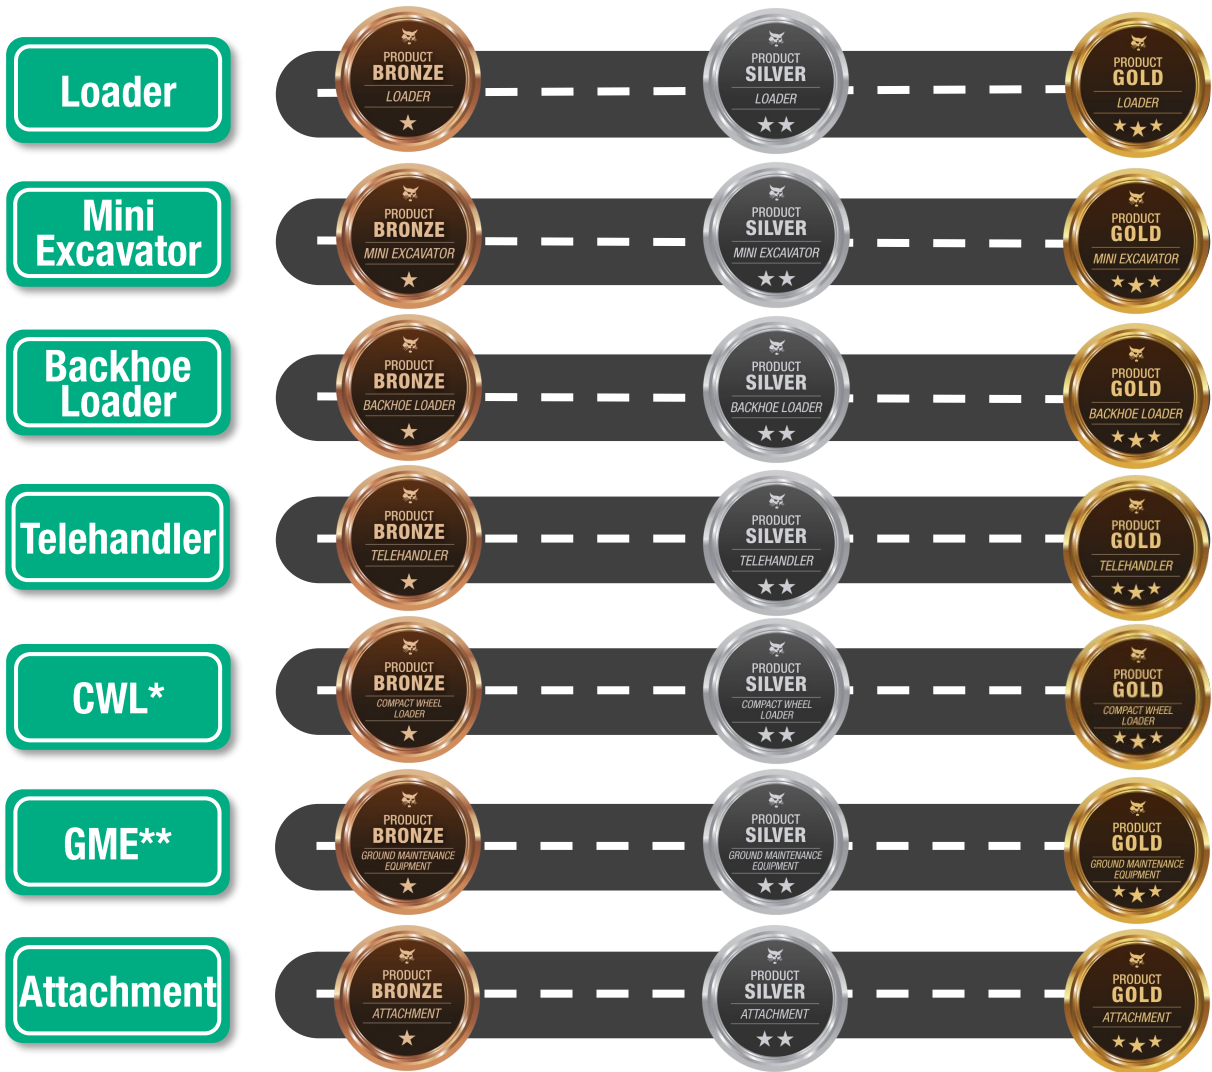 Loader
PRODUCT
BRONZE
LOADER
PRODUCT
SILVER
LOADER
PRODUCT
GOLD
LOADER
Mini
Excavator
PRODUCT
BRONZE
MINI EXCAVATOR
PRODUCT
SILVER
MINI EXCAVATOR
PRODUCT
GOLD
MINI EXCAVATOR
Backhoe
Loader
PRODUCT
BRONZE
BACKHOE LOADER
PRODUCT
SILVER
BACKHOE LOADER
PRODUCT
GOLD
BACKHOE LOADER
Telehandler
PRODUCT
BRONZE
TELEHANDLER
PRODUCT
SILVER
TELEHANDLER
PRODUCT
GOLD
TELEHANDLER
CWL*
PRODUCT
BRONZE
COMPACT WHEEL
LOADER
PRODUCT
SILVER
COMPACT WHEEL
LOADER
PRODUCT
GOLD
COMPACT WHEEL
LOADER
GME**
PRODUCT
BRONZE
GROUND MAINTENANCE
EQUIPMENT
PRODUCT
SILVER
GROUND MAINTENANCE
EQUIPMENT
PRODUCT
GOLD
GROUND MAINTENANCE
EQUIPMENT
Attachment
PRODUCT
BRONZE
ATTACHMENT
PRODUCT
SILVER
ATTACHMENT
PRODUCT
GOLD
ATTACHMENT